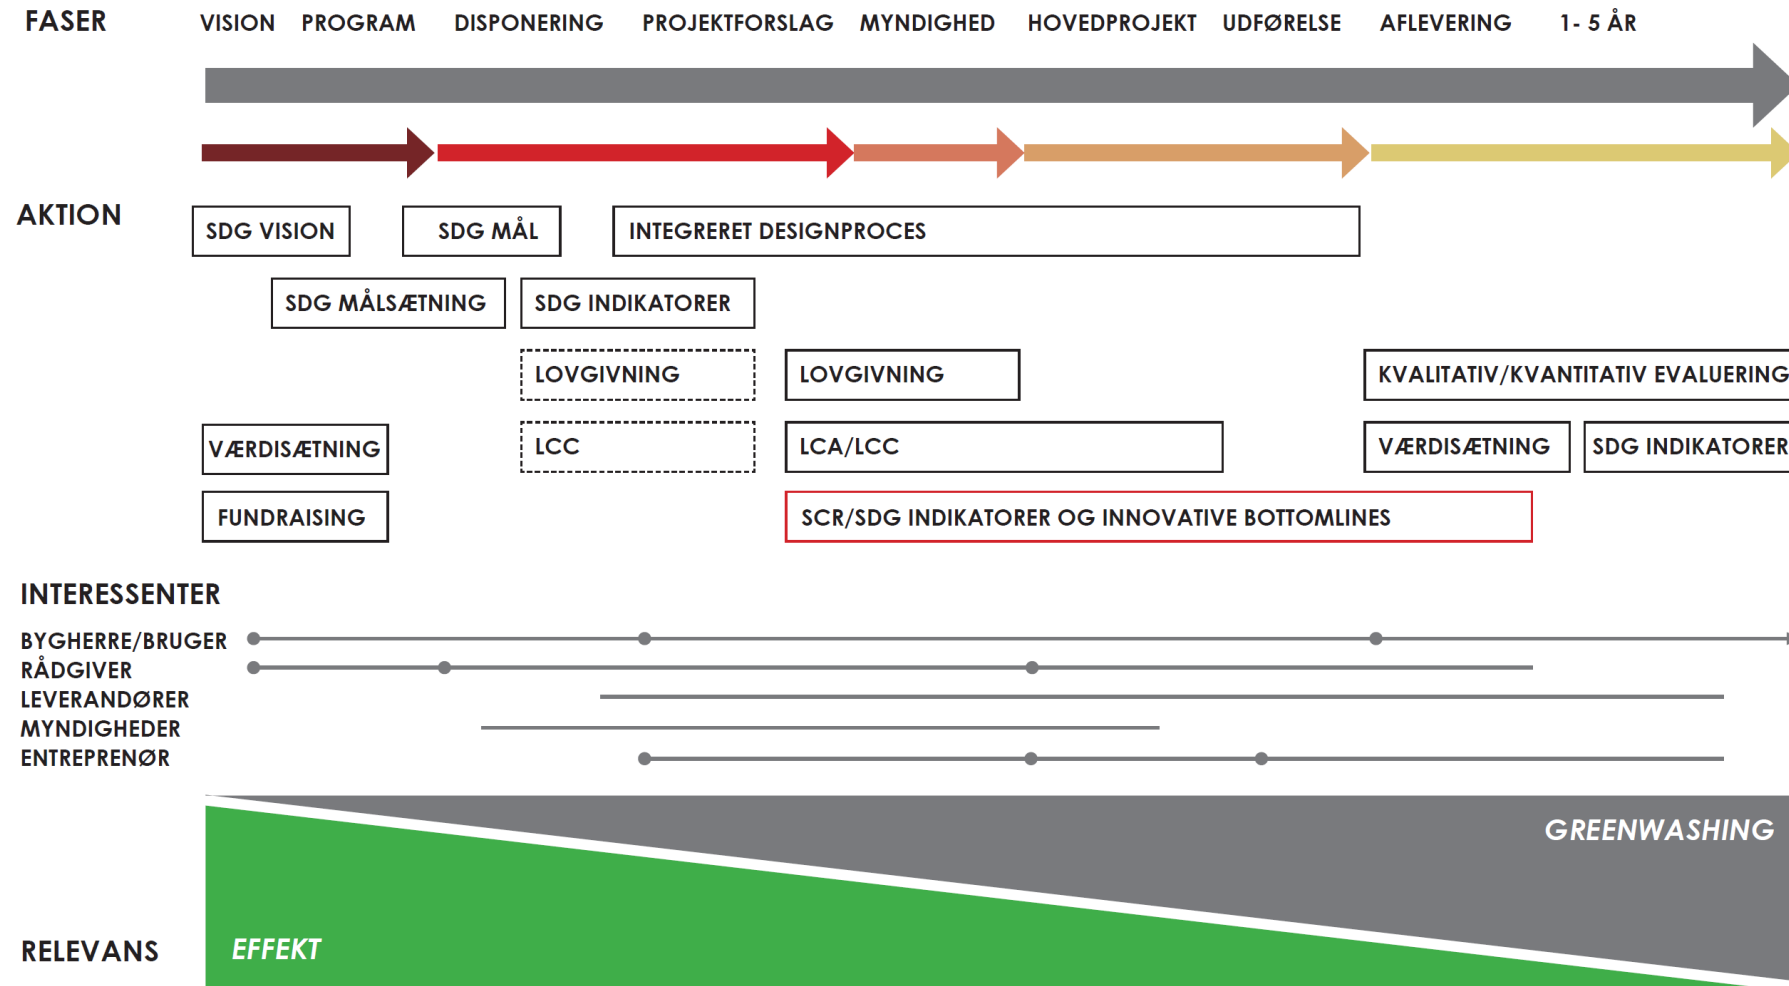 FASER VISION PROGRAM DISPONERING PROJEKTFORSLAG MYNDIGHED HOVEDPROJEKT UDFØRELSE AFLEVERING 1- 5 ÅR
AKTION
SDG VISION SDG MÅL INTEGRERET DESIGNPROCES
SDG MÅLSÆTNING SDG INDIKATORER
LOVGIVNING LOVGIVNING KVALITATIV/KVANTITATIV EVALUERING
VÆRDISÆTNING LCC LCA/LCC VÆRDISÆTNING SDG INDIKATORER
FUNDRAISING SCR/SDG INDIKATORER OG INNOVATIVE BOTTOMLINES
INTERESSENTER
BYGHERRE/BRUGER
RÅDGIVER
LEVERANDØRER
MYNDIGHEDER
ENTREPRENØR
GREENWASHING
RELEVANS EFFEKT